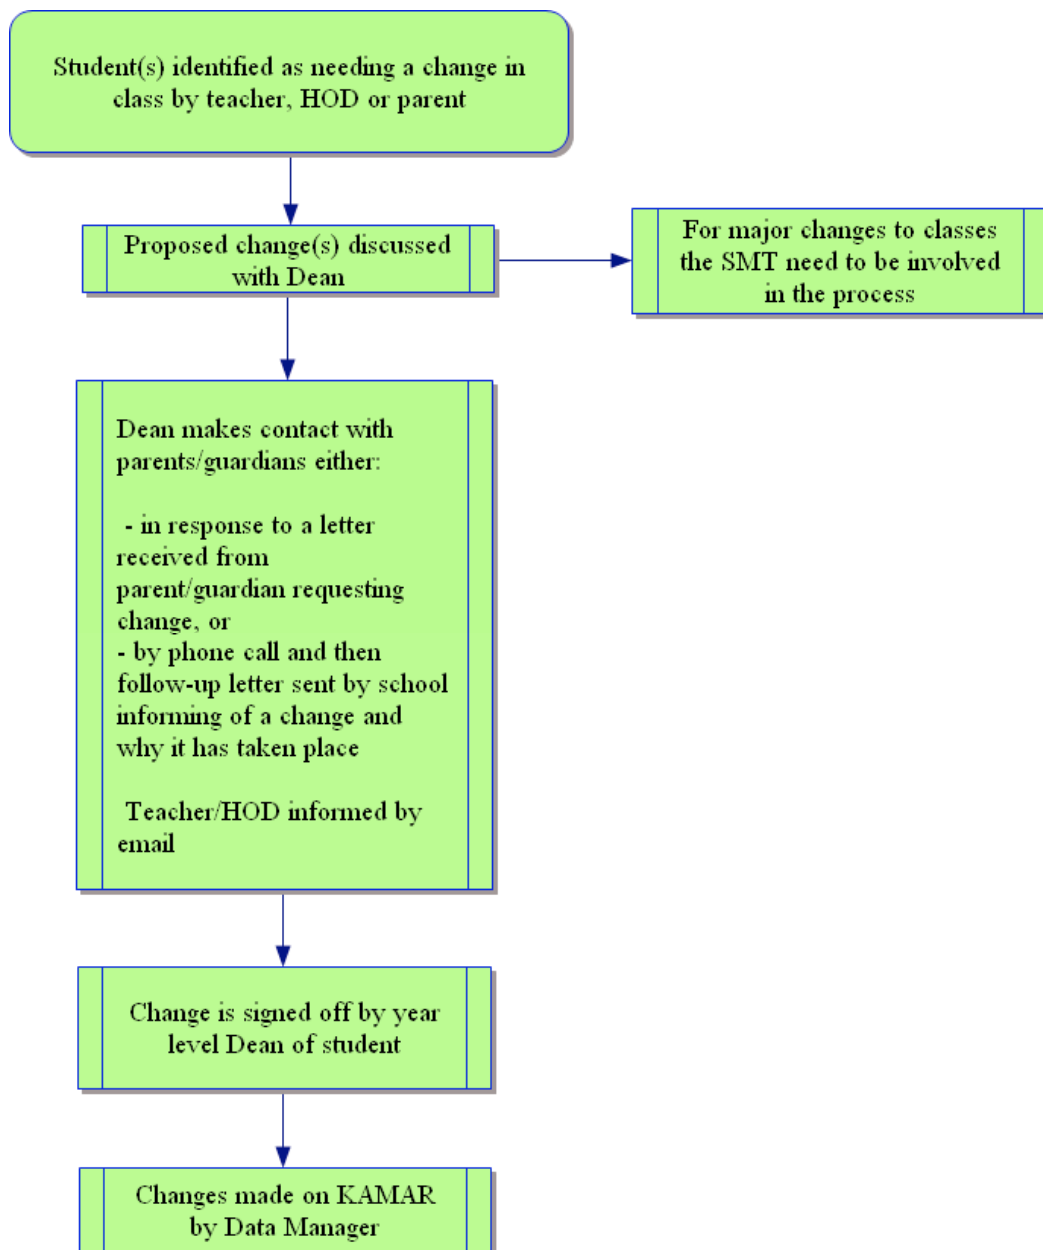 Student(s) identified as needing a change in
class by teacher, HOD or parent
Proposed change(s) discussed
with Dean
For major changes to classes
the SMT need to be involved
in the process
Dean makes contact with
parents/guardians either:
- in response to a letter
received from
parent/guardian requesting
change, or
- by phone call and then
follow-up letter sent by school
informing of a change and
why it has taken place
Teacher/HOD informed by
email
Change is signed off by year
level Dean of student
Changes made on KAMAR
by Data Manager